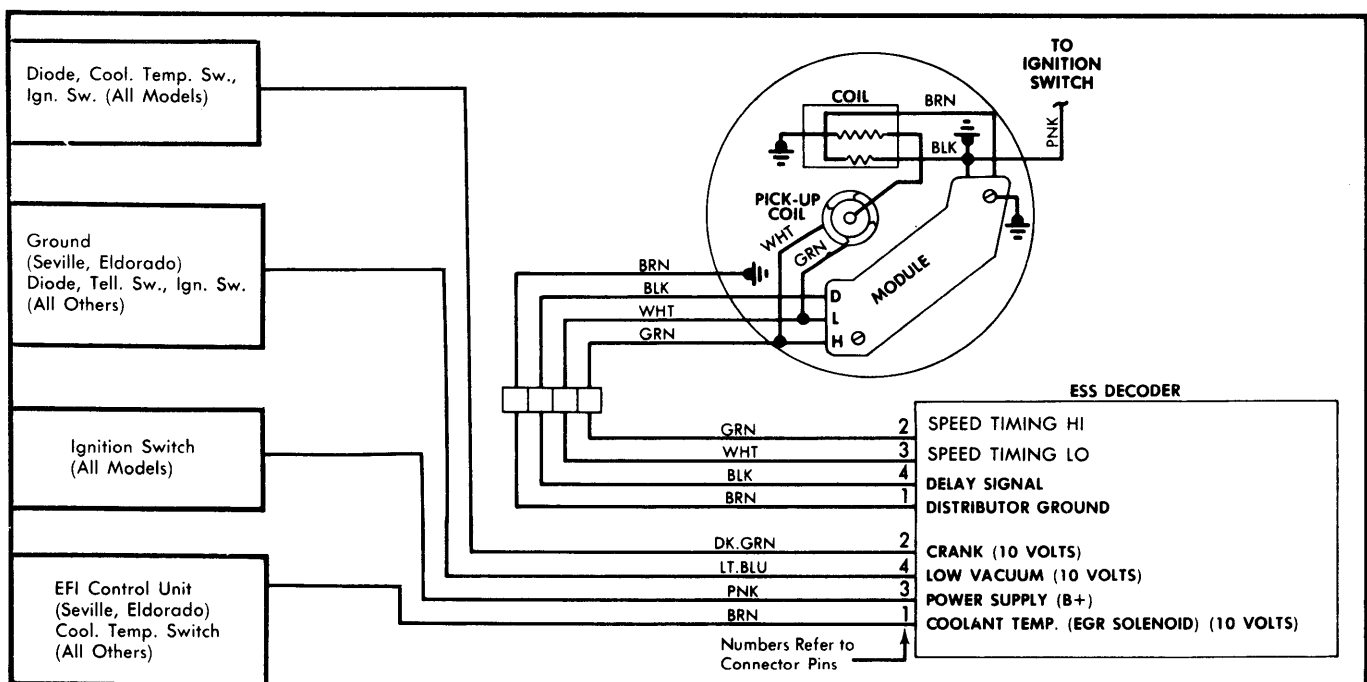 Diode, Cool. Temp. Sw.,
Ign. Sw. (All Models)
Ground
(Seville, Eldorado)
Diode, Tell. Sw., Ign. Sw.
(All Others)
Ignition Switch
(All Models)
EFI Control Unit
(Seville, Eldorado)
Cool. Temp. Switch
(All Others)
TO
IGNITION
SWITCH
COIL
BRN
BLK
PNK
PICK-UP
COIL
WHT
GRN
MODULE
D
L
H
BRN
BLK
WHT
GRN
ESS DECODER
GRN 2 SPEED TIMING HI
WHT 3 SPEED TIMING LO
BLK 4 DELAY SIGNAL
BRN 1 DISTRIBUTOR GROUND
DK.GRN 2 CRANK (10 VOLTS)
LT.BLU 4 LOW VACUUM (10 VOLTS)
PNK 3 POWER SUPPLY (B+)
BRN 1 COOLANT TEMP. (EGR SOLENOID) (10 VOLTS)
Numbers Refer to
Connector Pins